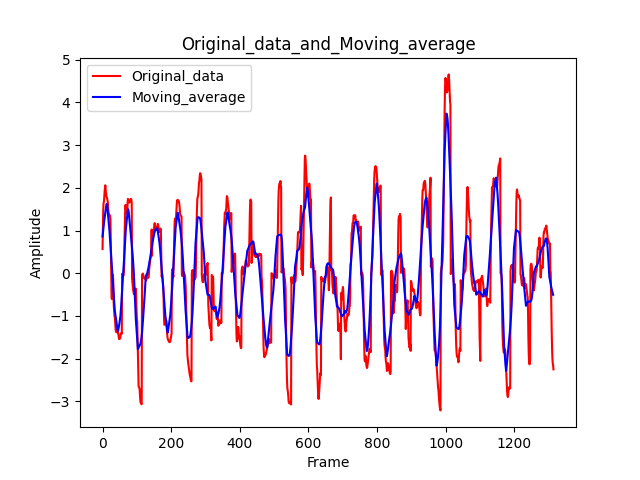 Original_data_and_Moving_average
Original_data
Moving_average
Amplitude
5
4
3
2
1
0
−1
−2
−3
0 200 400 600 800 1000 1200
Frame